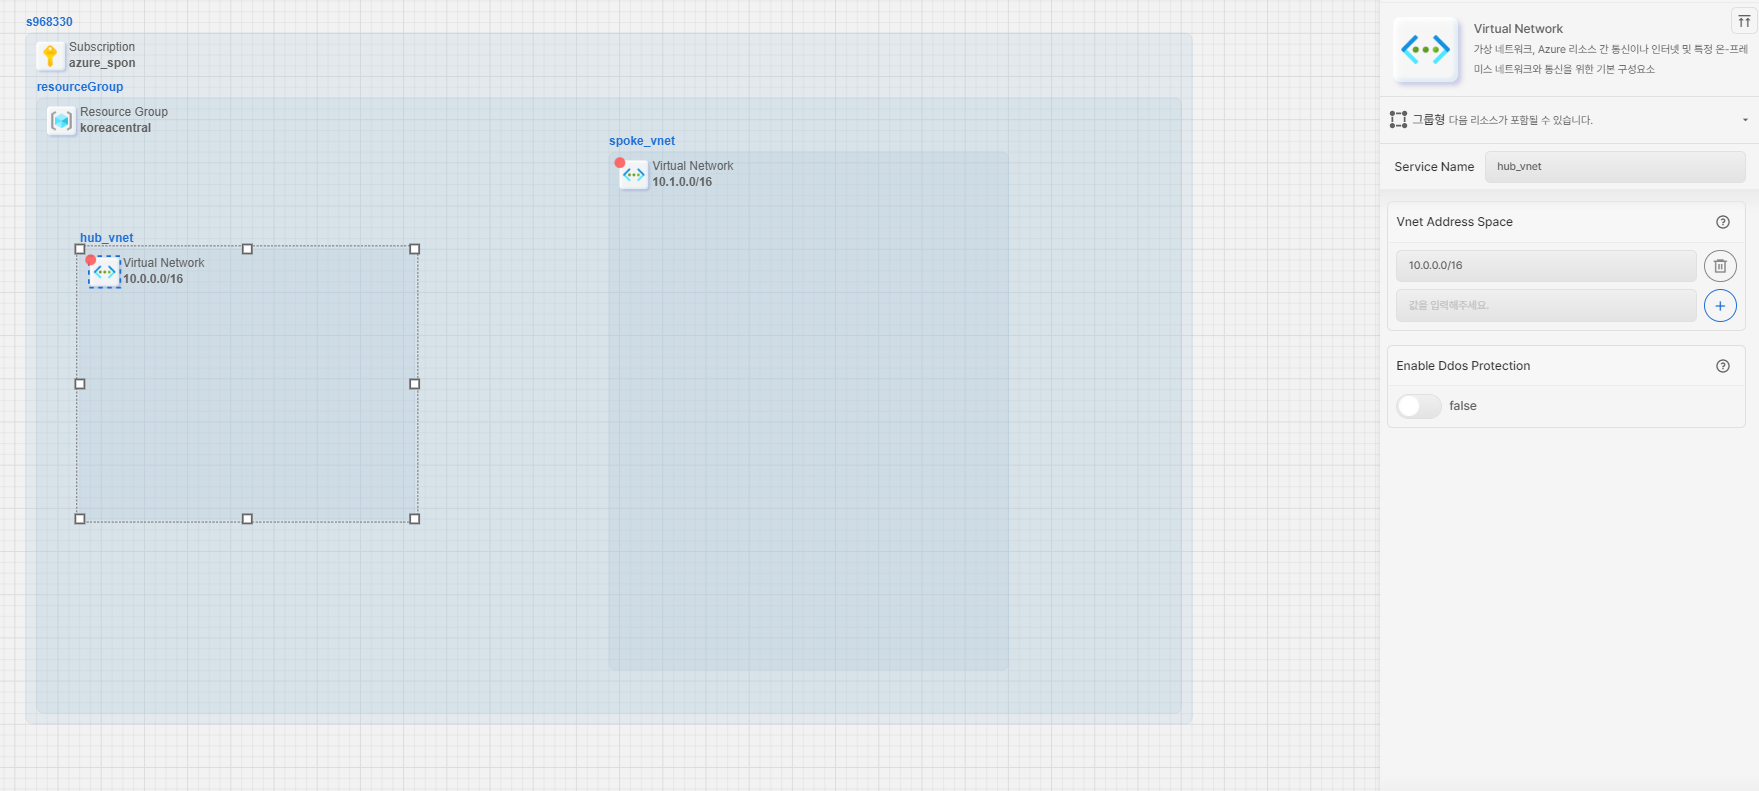 s968330
Subscription
azure_spon
resourceGroup
Resource Group
koreacentral
spoke_vnet
Virtual Network
10.1.0.0/16
hub_vnet
Virtual Network
10.0.0.0/16
Virtual Network
가상 네트워크, Azure 리소스 간 통신이나 인터넷 및 특정 온-프레
미스 네트워크와 통신을 위한 기본 구성요소
그룹형 다음 리소스가 포함될 수 있습니다.
Service Name
hub_vnet
Vnet Address Space
10.0.0.0/16
값을 입력해주세요.
Enable Ddos Protection
false